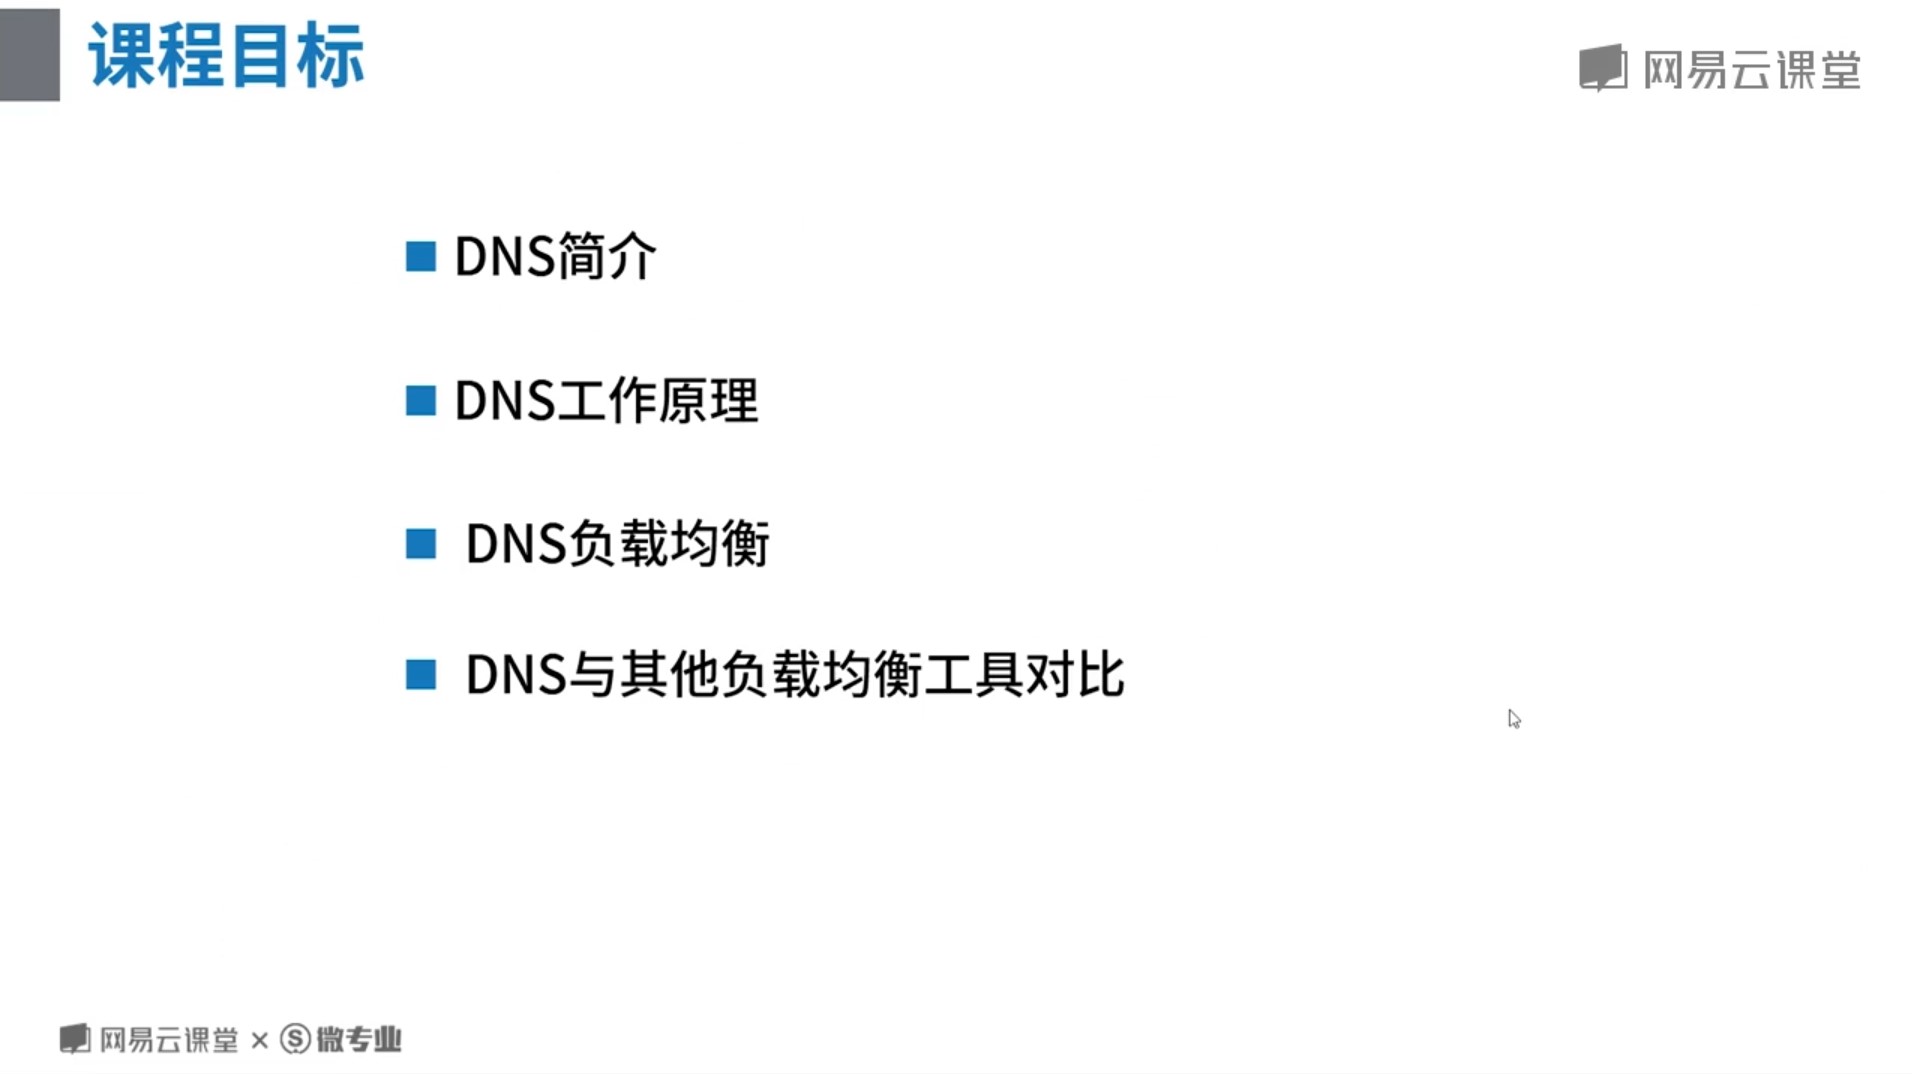 课程目标
网易云课堂
DNS简介
DNS工作原理
DNS负载均衡
DNS与其他负载均衡工具对比
网易云课堂 × S 微专业